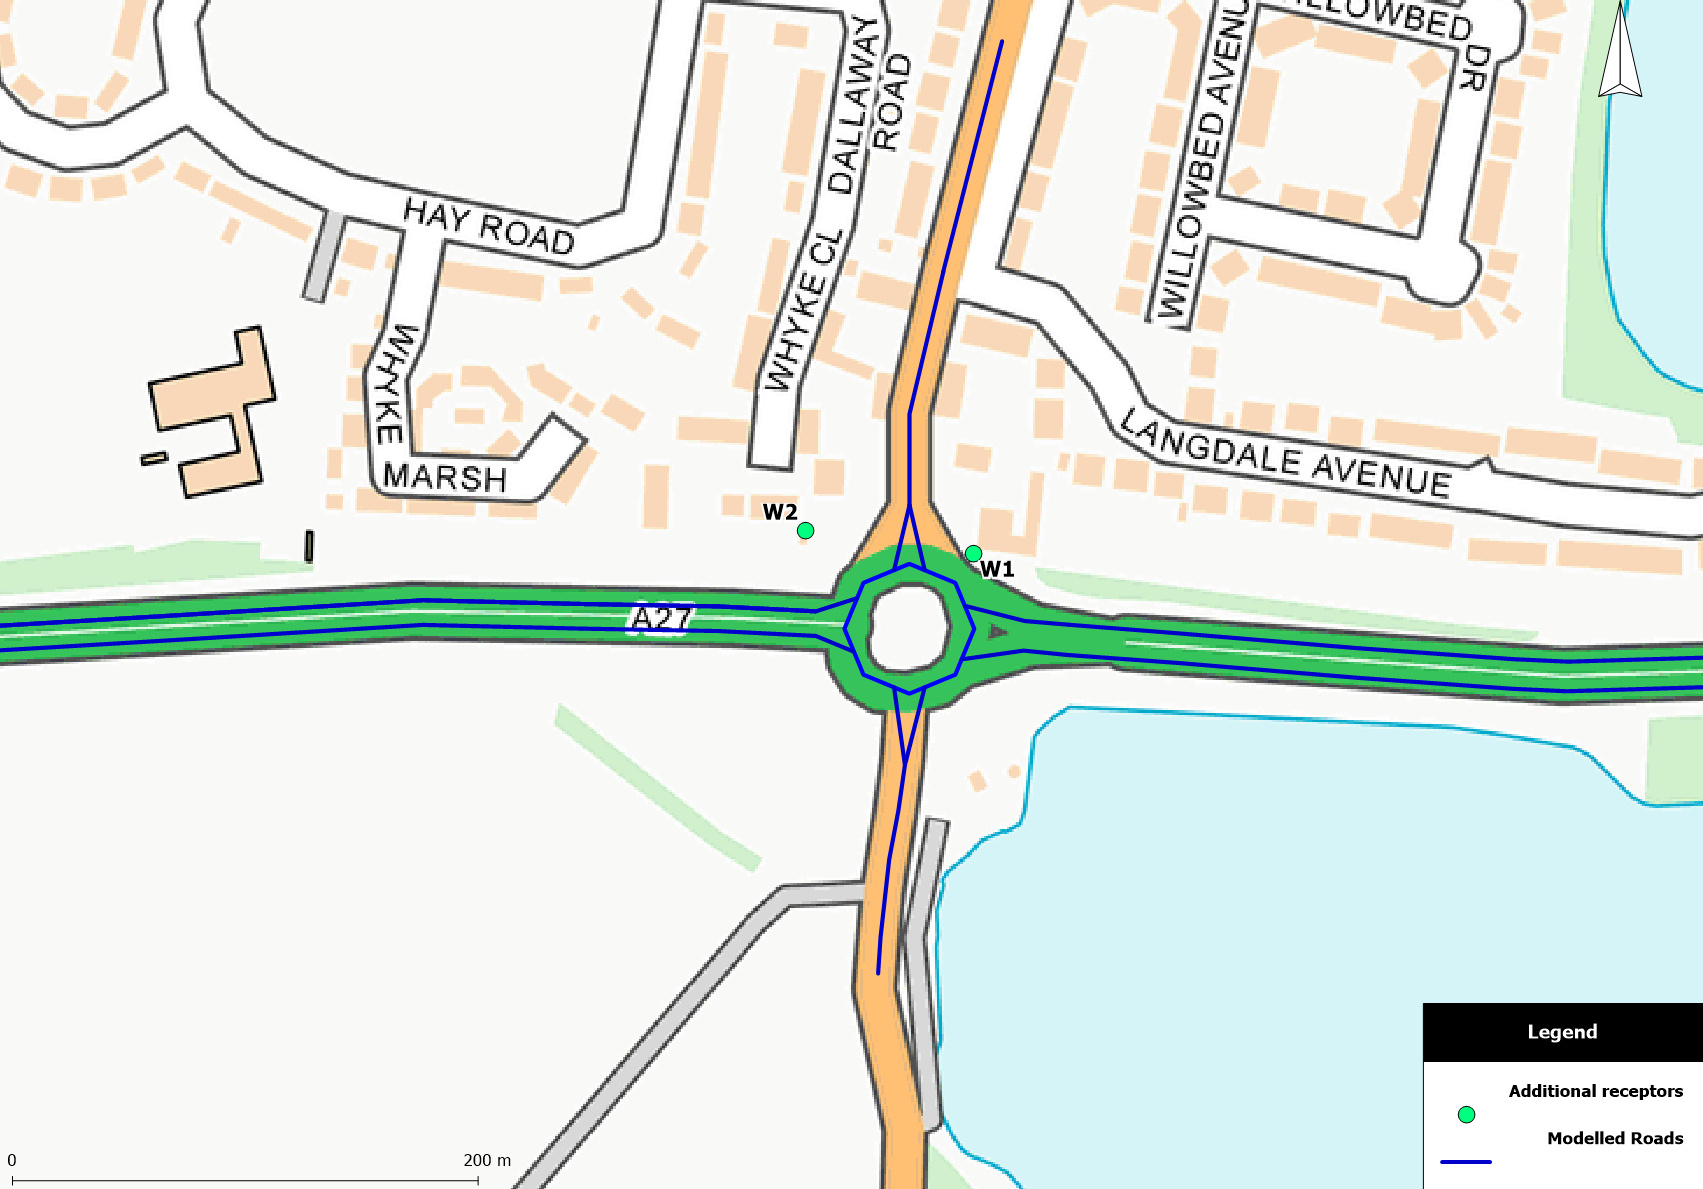 ILLOWBED
DR
WILLOWBED AVENU
DALLAWAY
ROAD
HAY ROAD
WHYKE CL
WHYKE
MARSH
LANGDALE AVENUE
W2
W1
A27
Legend
Additional receptors
Modelled Roads
0
200 m